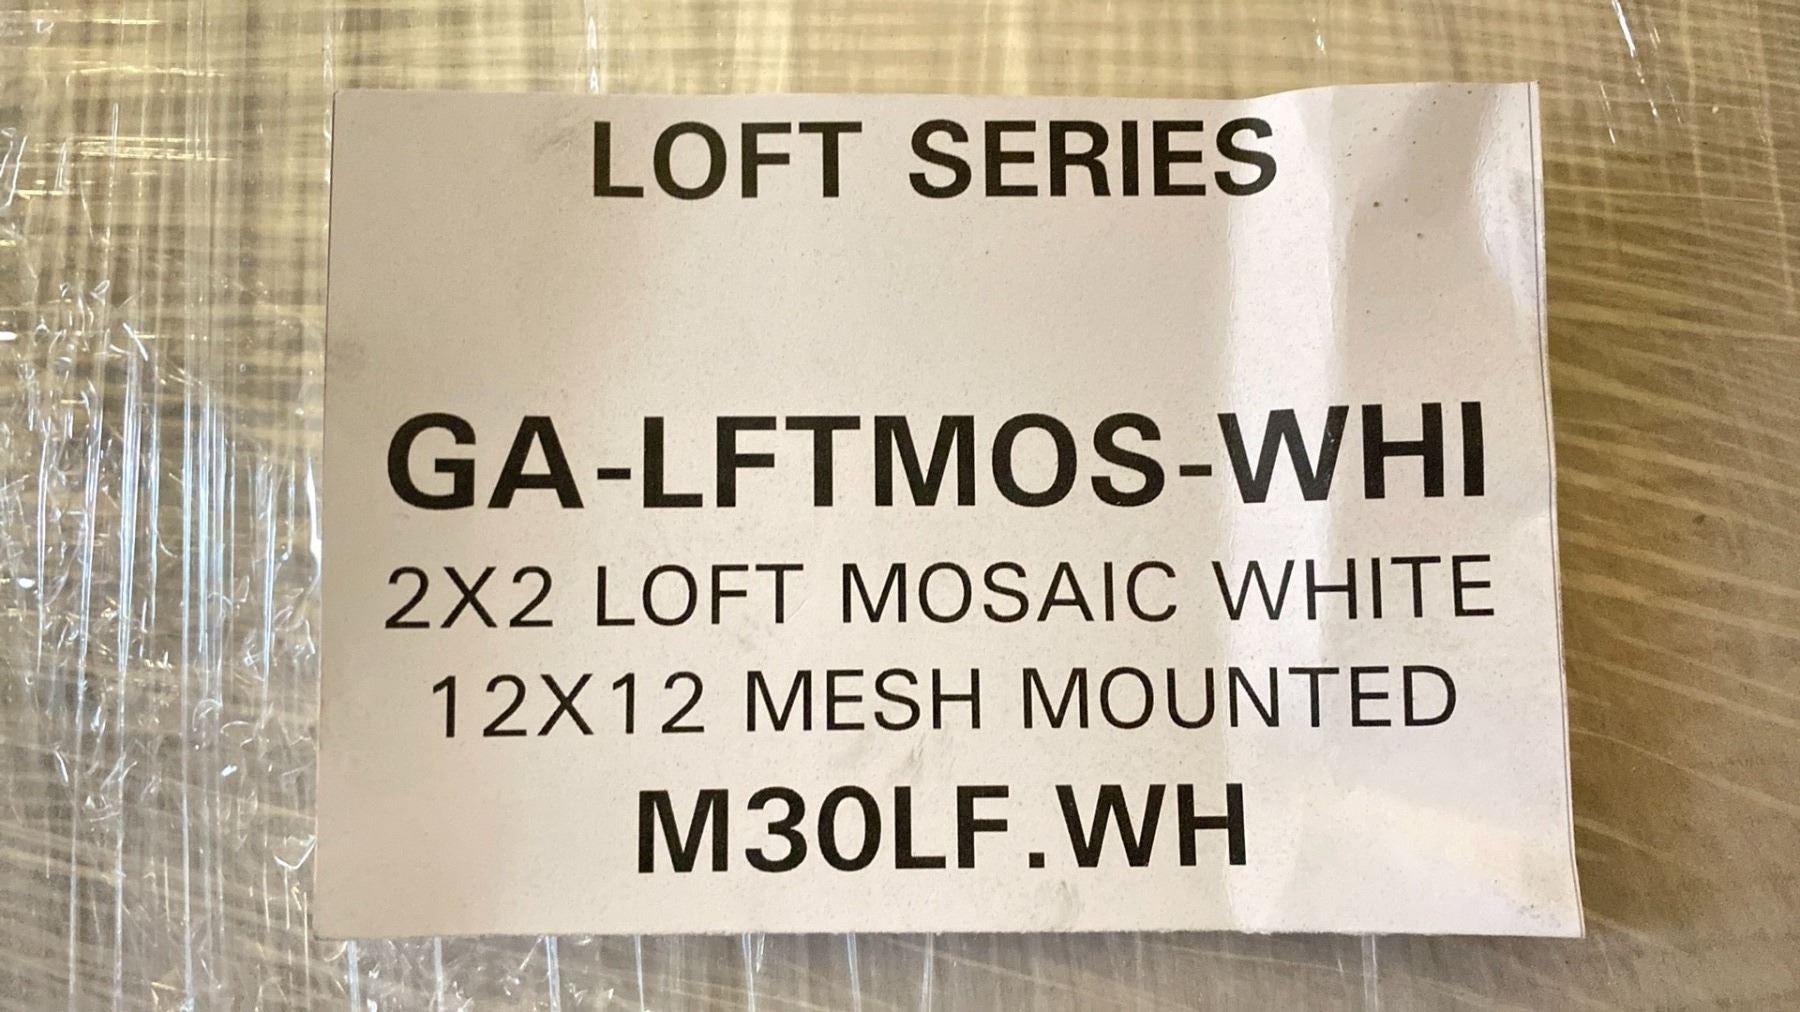 LOFT SERIES
GA-LFTMOS-WHI
2X2 LOFT MOSAIC WHITE
12X12 MESH MOUNTED
M30LF.WH